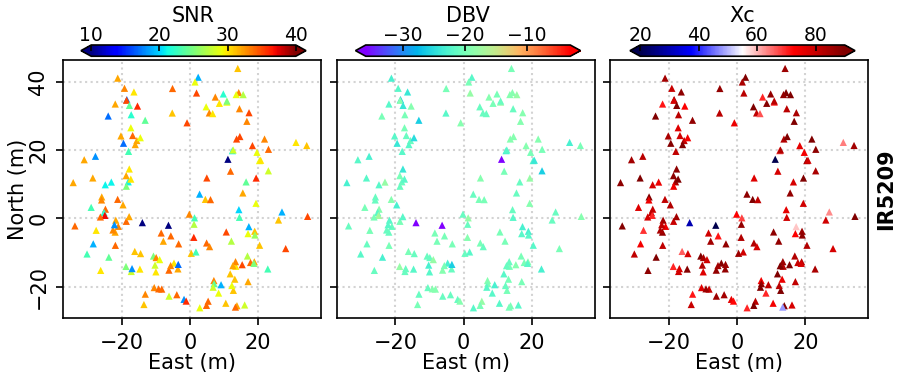 SNR DBV Xc
10 20 30 40 −30 −20 −10 20 40 60 80
40
20
0
−20
North (m)
IR5209
−20 0 20 −20 0 20 −20 0 20
East (m) East (m) East (m)